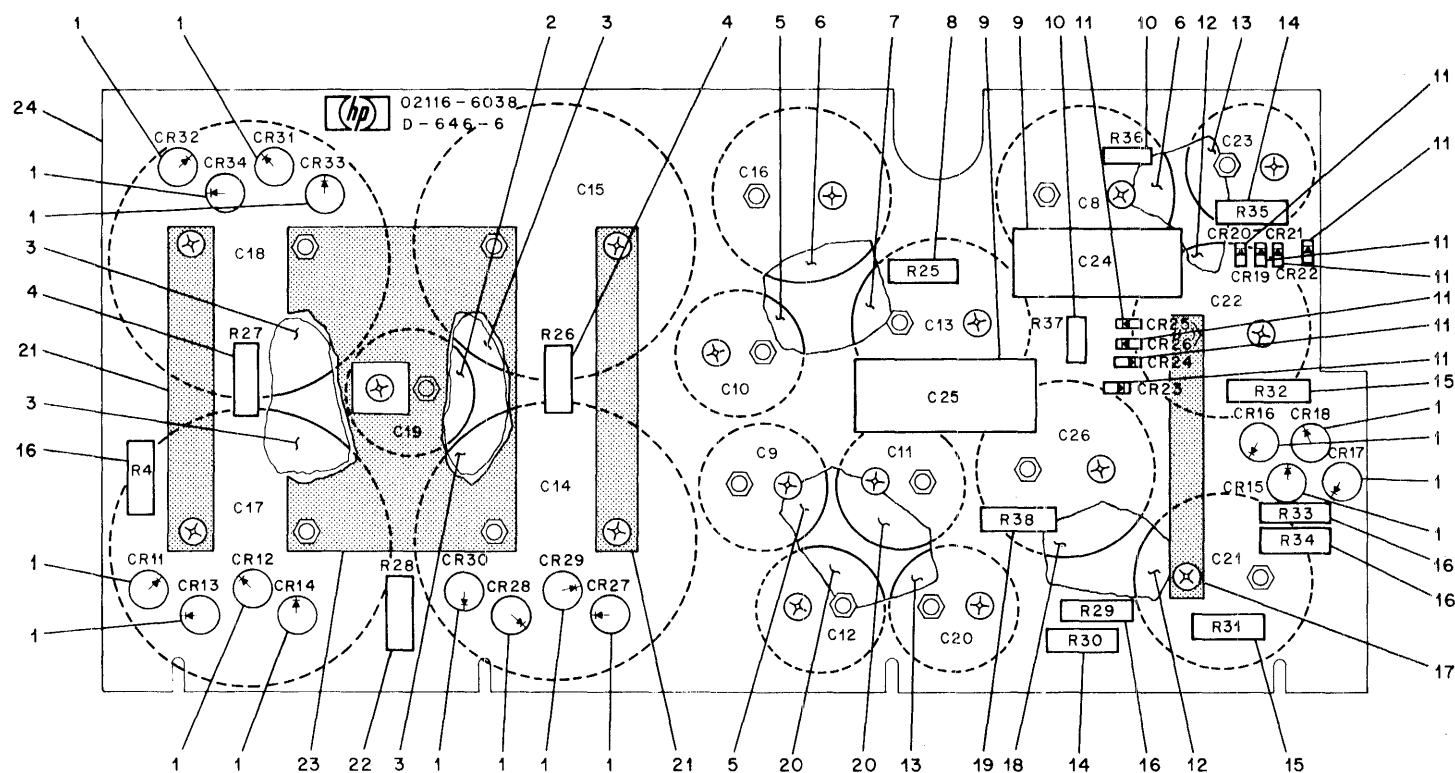 1 1 2 3 4 5 6 7 8 9 9 10 11 10 6 12 13 14
11
24
hp 02116-6038
D-646-6
CR32 CR31
CR34 CR33
1
1
11
R36 C23
C16 C15 C8
R35
3 C18
CR20 CR21
R25 C24 11
CR19 CR22 11
4
R27 R26 C13 R37 CR25 C22 11
CR26 11
21 CR24
C10 CR23 11
3 C19 C25 R32 15
CR16 CR18 1
16 R4 C9 C11 C26 1
CR15 CR17 1
C17 C14 R33
R38 R34 1
16
CR11 CR12 R28 CR30 CR29 C21 16
1 CR13 CR14 CR28 CR27
R29
1 C12 C20 R30 R31
17
1 1 23 22 3 1 1 1 1 21 5 20 20 13 19 18 14 16 12 15